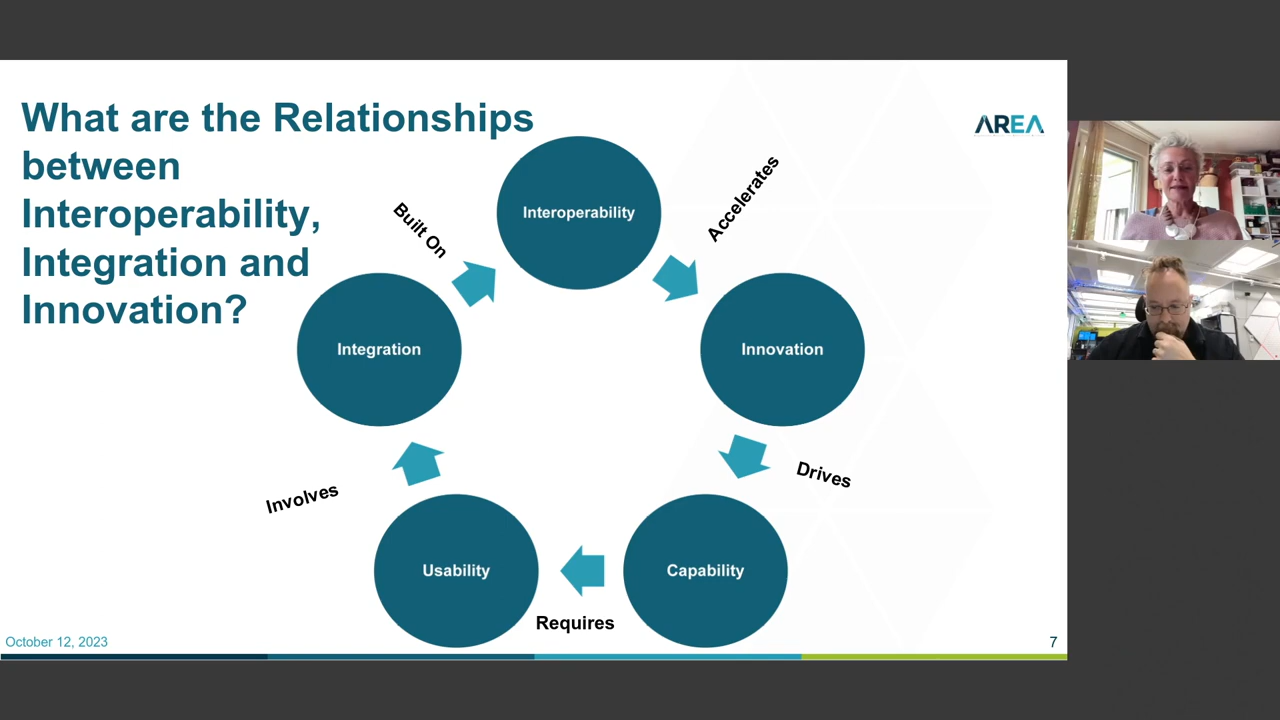 What are the Relationships
between
Interoperability,
Integration and
Innovation?
AREA
Interoperability
Accelerates
Built On
Integration
Innovation
Drives
Involves
Usability
Capability
Requires
October 12, 2023
7